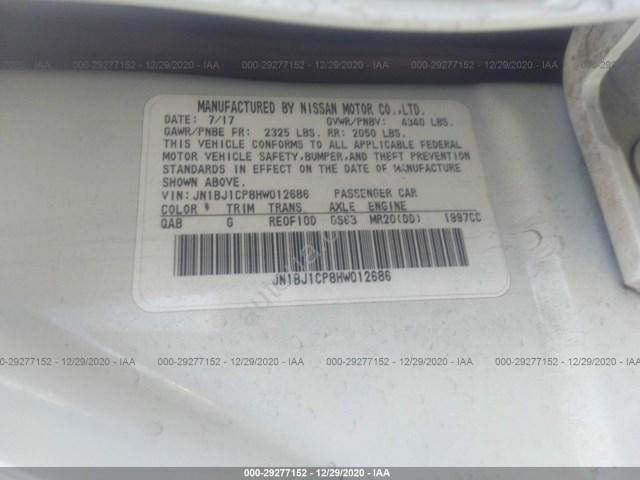 000-29277152 - 12/29/2020 - IAA
MANUFACTURED BY NISSAN MOTOR CO.,LTD.
DATE: 7/17 GVWR/PNBV: 4340 LBS.
GAWR/PNBE FR: 2325 LBS. RR: 2050 LBS.
THIS VEHICLE CONFORMS TO ALL APPLICABLE FEDERAL
MOTOR VEHICLE SAFETY, BUMPER, AND THEFT PREVENTION
STANDARDS IN EFFECT ON THE DATE OF MANUFACTURE
SHOWN ABOVE.
VIN: JN1BJ1CP8HW012686 PASSENGER CAR
COLOR # TRIM TRANS AXLE ENGINE
QAB G RE0F10D GS63 MR20(DD) 1997CC
JN1BJ1CP8HW012686
000-29277152 - 12/29/2020 - IAA
000-29277152 - 12/29/2020 - IAA